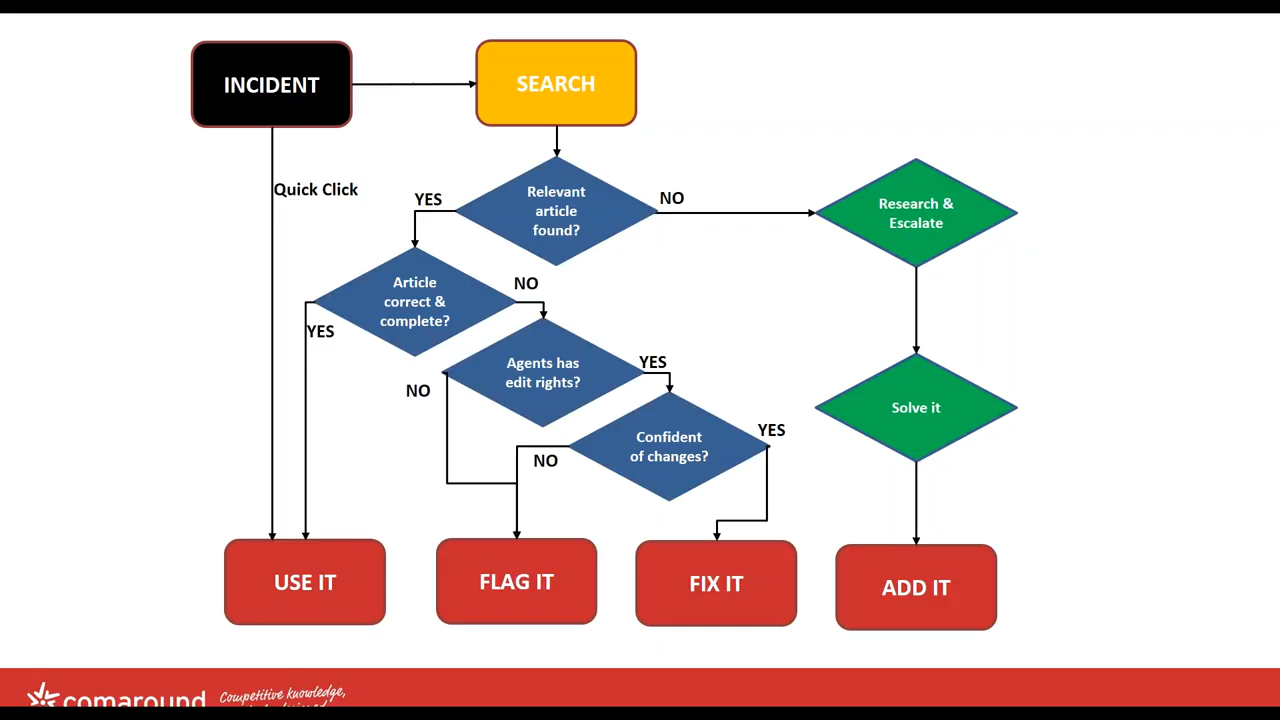 INCIDENT
SEARCH
Quick Click
YES
Relevant
article
found?
NO
Research &
Escalate
Article
correct &
complete?
NO
YES
Agents has
edit rights?
YES
NO
Confident
of changes?
YES
NO
Solve it
USE IT
FLAG IT
FIX IT
ADD IT
comaround
Competitive knowledge,